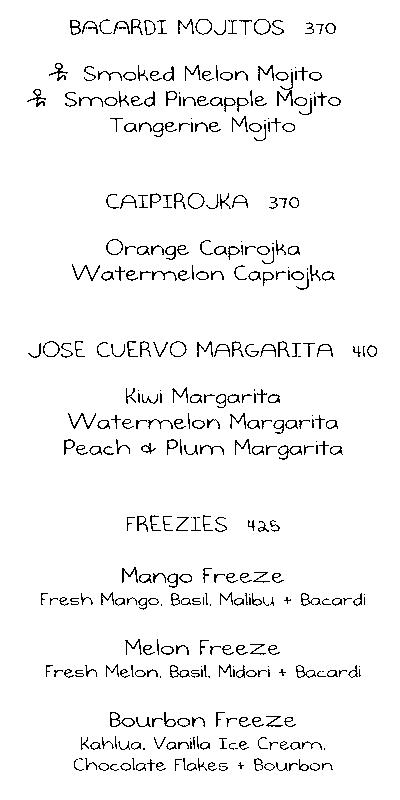 BACARDI MOJITOS 370
Smoked Melon Mojito
Smoked Pineapple Mojito
Tangerine Mojito
CAIPIROJKA 370
Orange Capirojka
Watermelon Capriojka
JOSE CUERVO MARGARITA 410
Kiwi Margarita
Watermelon Margarita
Peach & Plum Margarita
FREEZIES 425
Mango Freeze
Fresh Mango, Basil, Malibu + Bacardi
Melon Freeze
Fresh Melon, Basil, Midori + Bacardi
Bourbon Freeze
Kahlua, Vanilla Ice Cream,
Chocolate Flakes + Bourbon